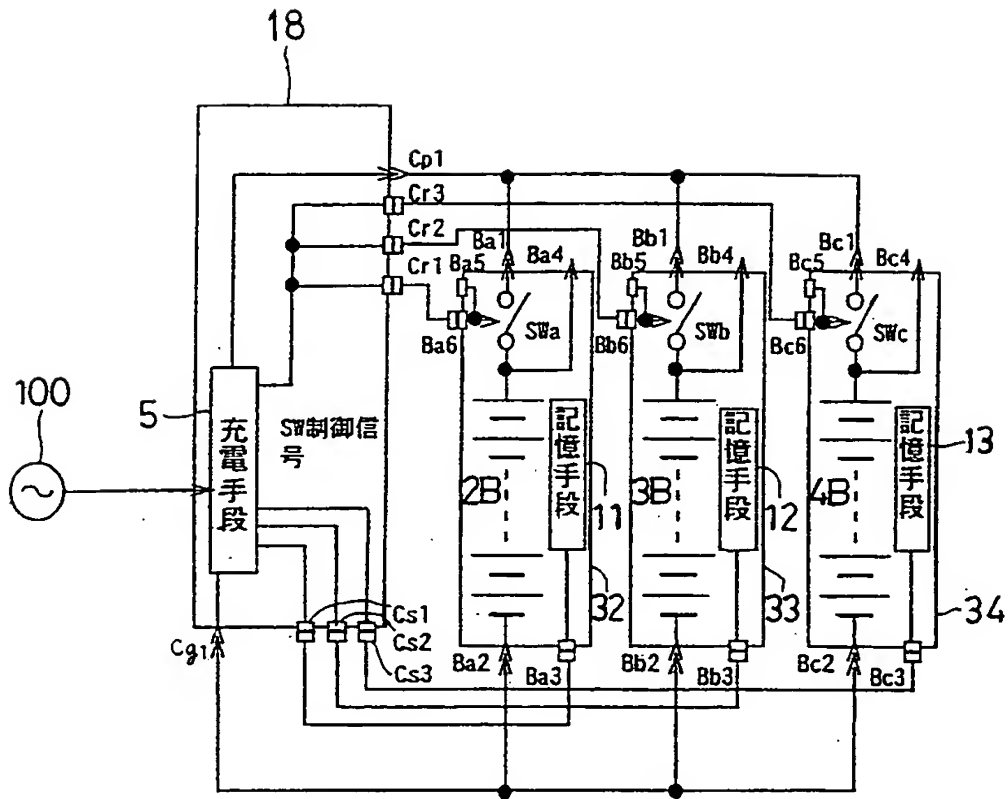 18
Cp1
Cr3
Cr2
Cr1
Ba1
Ba4
Ba5
Ba6
SWa
Bb1
Bb4
Bb5
Bb6
SWb
Bc1
Bc4
Bc5
Bc6
SWc
100
5
充電手段
SW制御信
号
2B
記憶手段
11
32
3B
記憶手段
12
33
4B
記憶手段
13
34
Cg1
Cs1
Cs2
Cs3
Ba2
Ba3
Bb2
Bb3
Bc2
Bc3